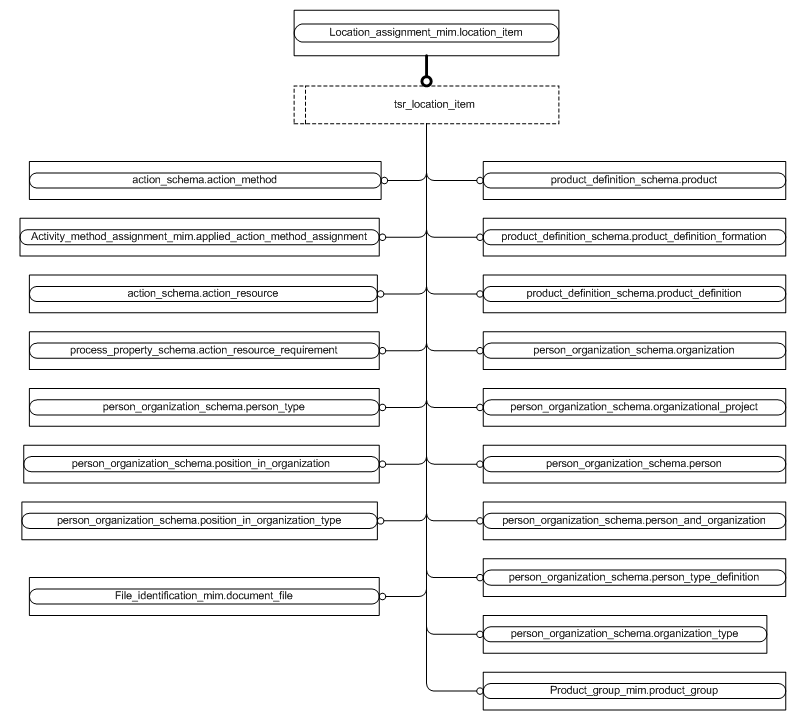 Location_assignment_mim.location_item
tsr_location_item
action_schema.action_method
product_definition_schema.product
Activity_method_assignment_mim.applied_action_method_assignment
product_definition_schema.product_definition_formation
action_schema.action_resource
product_definition_schema.product_definition
process_property_schema.action_resource_requirement
person_organization_schema.organization
person_organization_schema.person_type
person_organization_schema.organizational_project
person_organization_schema.position_in_organization
person_organization_schema.person
person_organization_schema.position_in_organization_type
person_organization_schema.person_and_organization
person_organization_schema.person_type_definition
File_identification_mim.document_file
person_organization_schema.organization_type
Product_group_mim.product_group